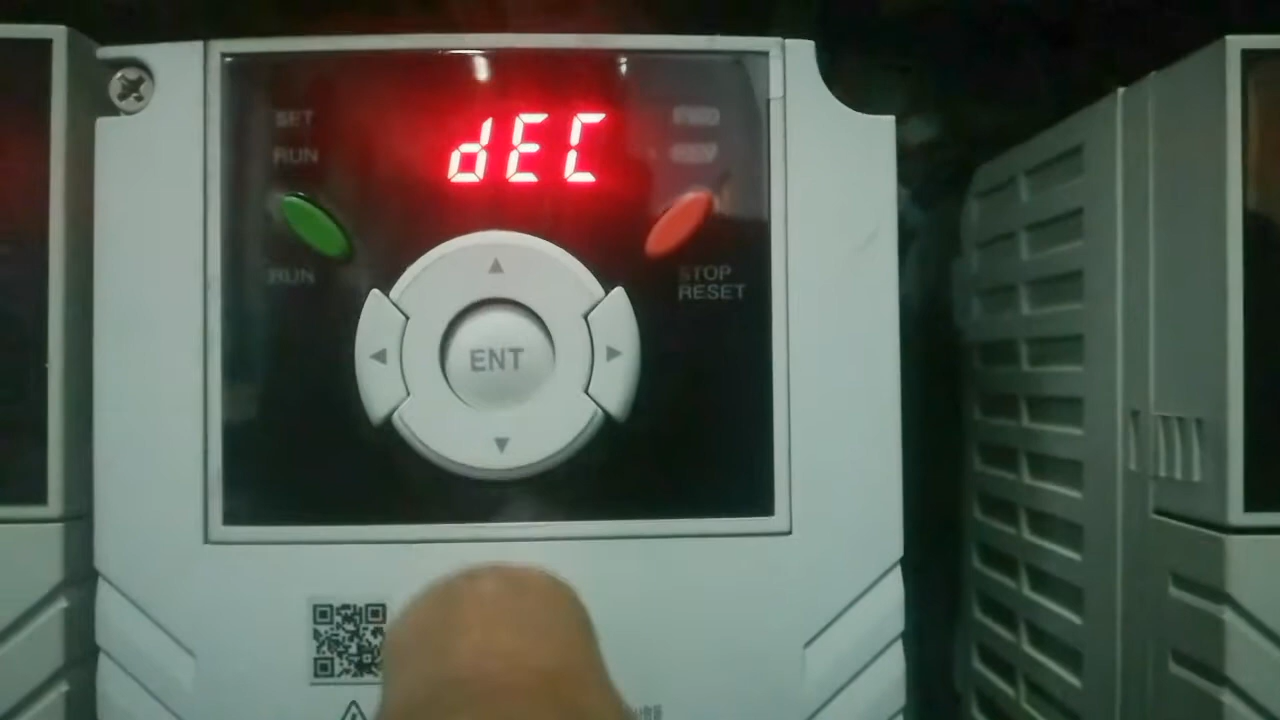 SET
dEC
FWD
RUN
REV
RUN
STOP
RESET
ENT